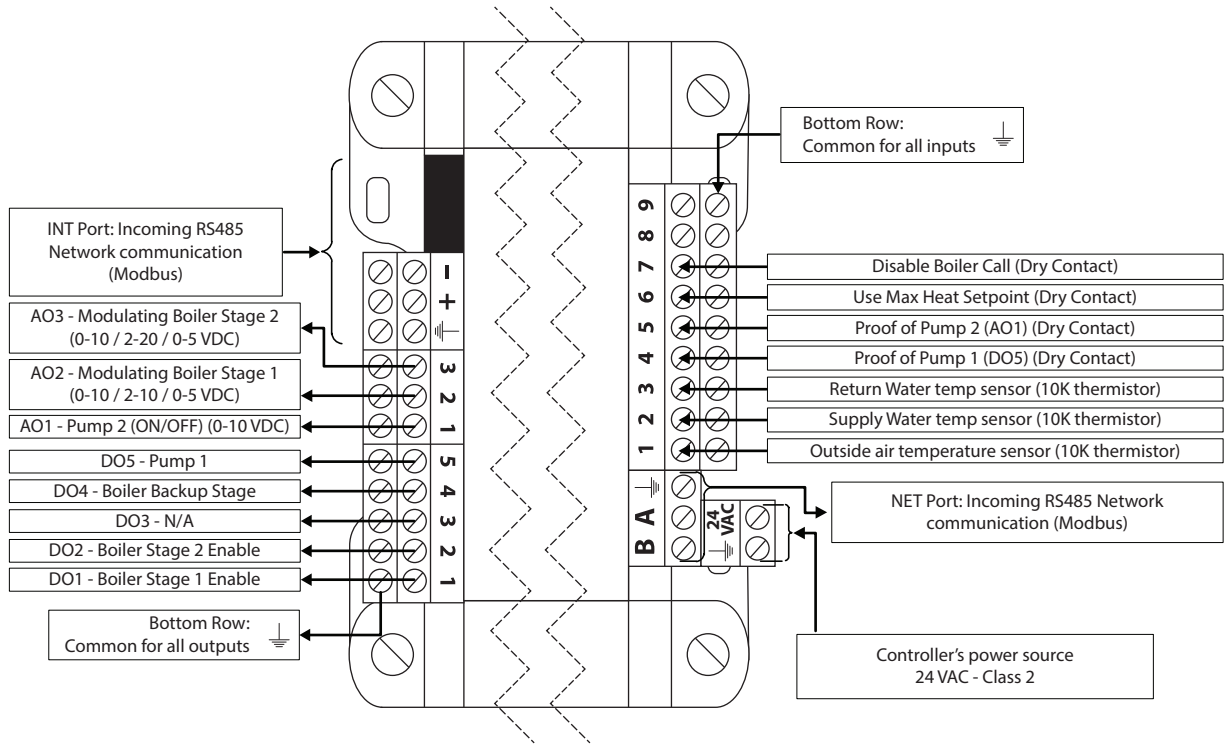 Bottom Row:
Common for all inputs
INT Port: Incoming RS485
Network communication
(Modbus)
AO3 - Modulating Boiler Stage 2
(0-10 / 2-20 / 0-5 VDC)
AO2 - Modulating Boiler Stage 1
(0-10 / 2-10 / 0-5 VDC)
AO1 - Pump 2 (ON/OFF) (0-10 VDC)
DO5 - Pump 1
DO4 - Boiler Backup Stage
DO3 - N/A
DO2 - Boiler Stage 2 Enable
DO1 - Boiler Stage 1 Enable
Bottom Row:
Common for all outputs
-
+
3
2
1
5
4
3
2
1
9
8
7
6
5
4
3
2
1
A
B
24
VAC
Disable Boiler Call (Dry Contact)
Use Max Heat Setpoint (Dry Contact)
Proof of Pump 2 (AO1) (Dry Contact)
Proof of Pump 1 (DO5) (Dry Contact)
Return Water temp sensor (10K thermistor)
Supply Water temp sensor (10K thermistor)
Outside air temperature sensor (10K thermistor)
NET Port: Incoming RS485 Network
communication (Modbus)
Controller's power source
24 VAC - Class 2